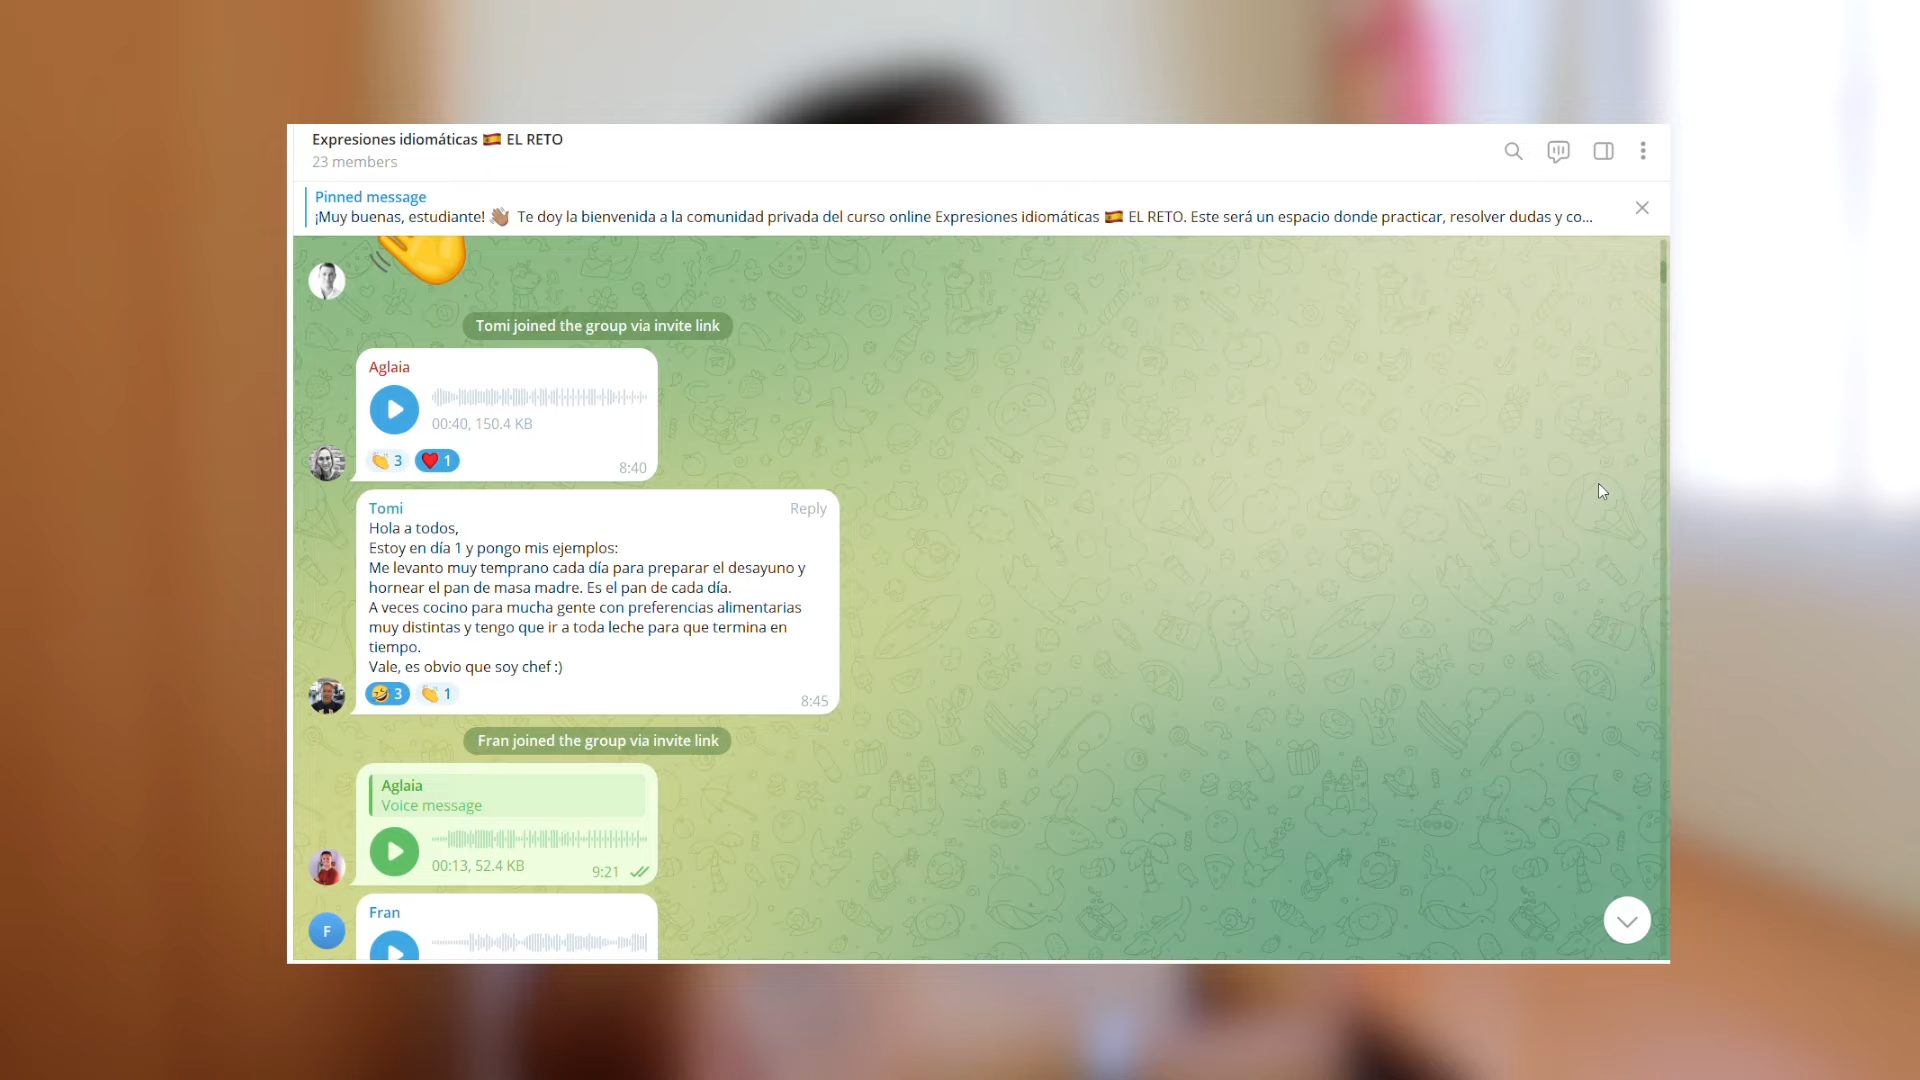 Expresiones idiomáticas 🇪🇸 EL RETO
23 members
Pinned message
¡Muy buenas, estudiante! 👋🏽 Te doy la bienvenida a la comunidad privada del curso online Expresiones idiomáticas 🇪🇸 EL RETO. Este será un espacio donde practicar, resolver dudas y co...
Tomi joined the group via invite link
Aglaia
00:40, 150.4 KB
👏 3 ❤️ 1
8:40
Tomi Reply
Hola a todos,
Estoy en día 1 y pongo mis ejemplos:
Me levanto muy temprano cada día para preparar el desayuno y
hornear el pan de masa madre. Es el pan de cada día.
A veces cocino para mucha gente con preferencias alimentarias
muy distintas y tengo que ir a toda leche para que termina en
tiempo.
Vale, es obvio que soy chef :)
🤣 3 👏 1
8:45
Fran joined the group via invite link
Aglaia
Voice message
00:13, 52.4 KB
9:21
Fran
F